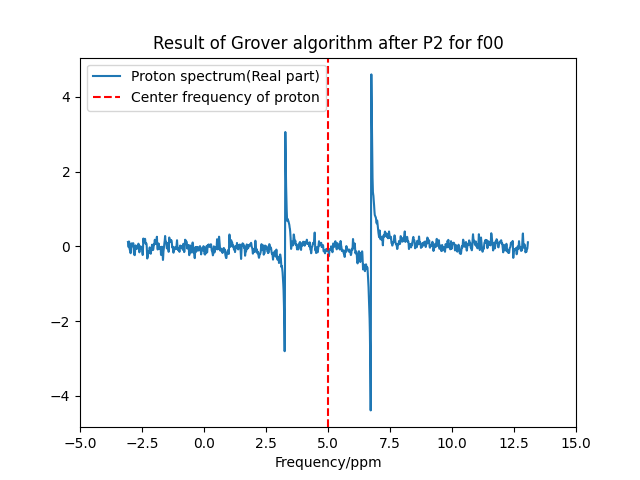 Result of Grover algorithm after P2 for f00
Proton spectrum(Real part)
Center frequency of proton
4
2
0
−2
−4
−5.0 −2.5 0.0 2.5 5.0 7.5 10.0 12.5 15.0
Frequency/ppm